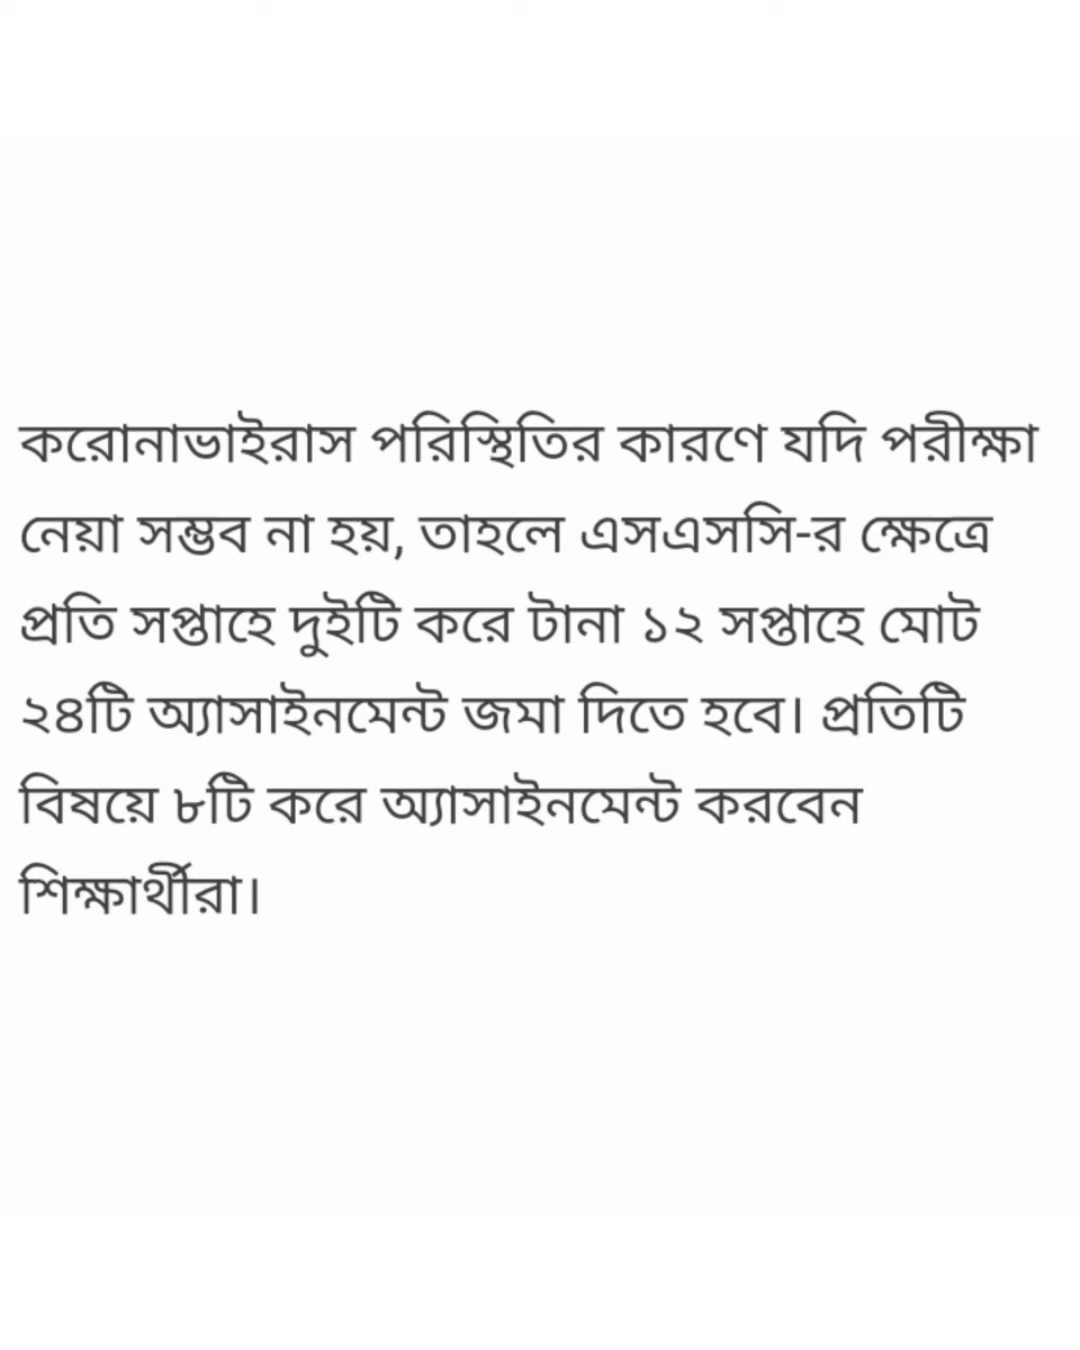 করোনাভাইরাস পরিস্থিতির কারণে যদি পরীক্ষা
নেয়া সম্ভব না হয়, তাহলে এসএসসি-র ক্ষেত্রে
প্রতি সপ্তাহে দুইটি করে টানা ১২ সপ্তাহে মোট
২৪টি অ্যাসাইনমেন্ট জমা দিতে হবে। প্রতিটি
বিষয়ে ৮টি করে অ্যাসাইনমেন্ট করবেন
শিক্ষার্থীরা।